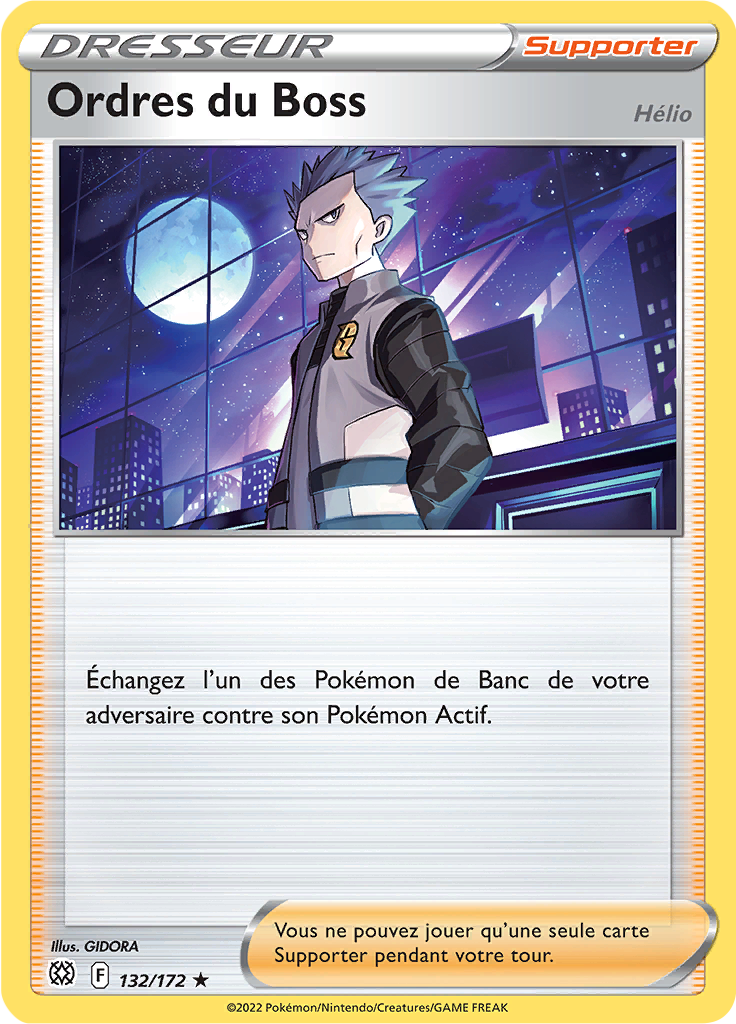 DRESSEUR
Supporter
Ordres du Boss
Hélio
Échangez l'un des Pokémon de Banc de votre
adversaire contre son Pokémon Actif.
Vous ne pouvez jouer qu'une seule carte
Supporter pendant votre tour.
Illus. GIDORA
F 132/172 ★
©2022 Pokémon/Nintendo/Creatures/GAME FREAK